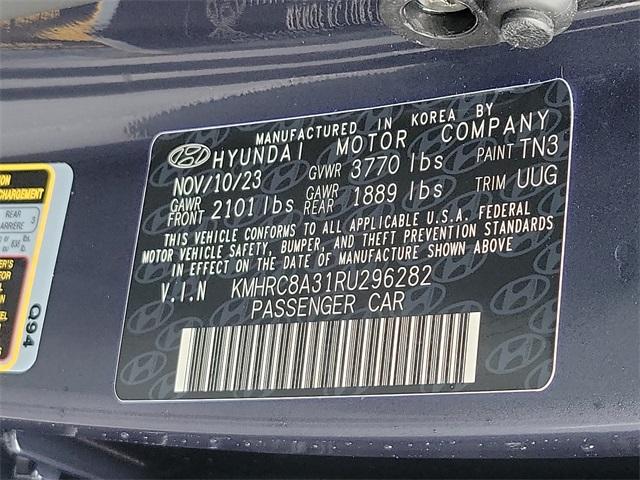 MANUFACTURED IN KOREA BY
HYUNDAI MOTOR COMPANY
NOV/10/23 GVWR 3770 lbs PAINT TN3
GAWR FRONT 2101 lbs GAWR REAR 1889 lbs TRIM UUG
THIS VEHICLE CONFORMS TO ALL APPLICABLE U.S.A. FEDERAL
MOTOR VEHICLE SAFETY, BUMPER, AND THEFT PREVENTION STANDARDS
IN EFFECT ON THE DATE OF MANUFACTURE SHOWN ABOVE
V.I.N KMHRC8A31RU296282
PASSENGER CAR
REAR 3
ARRIÈRE
Q94